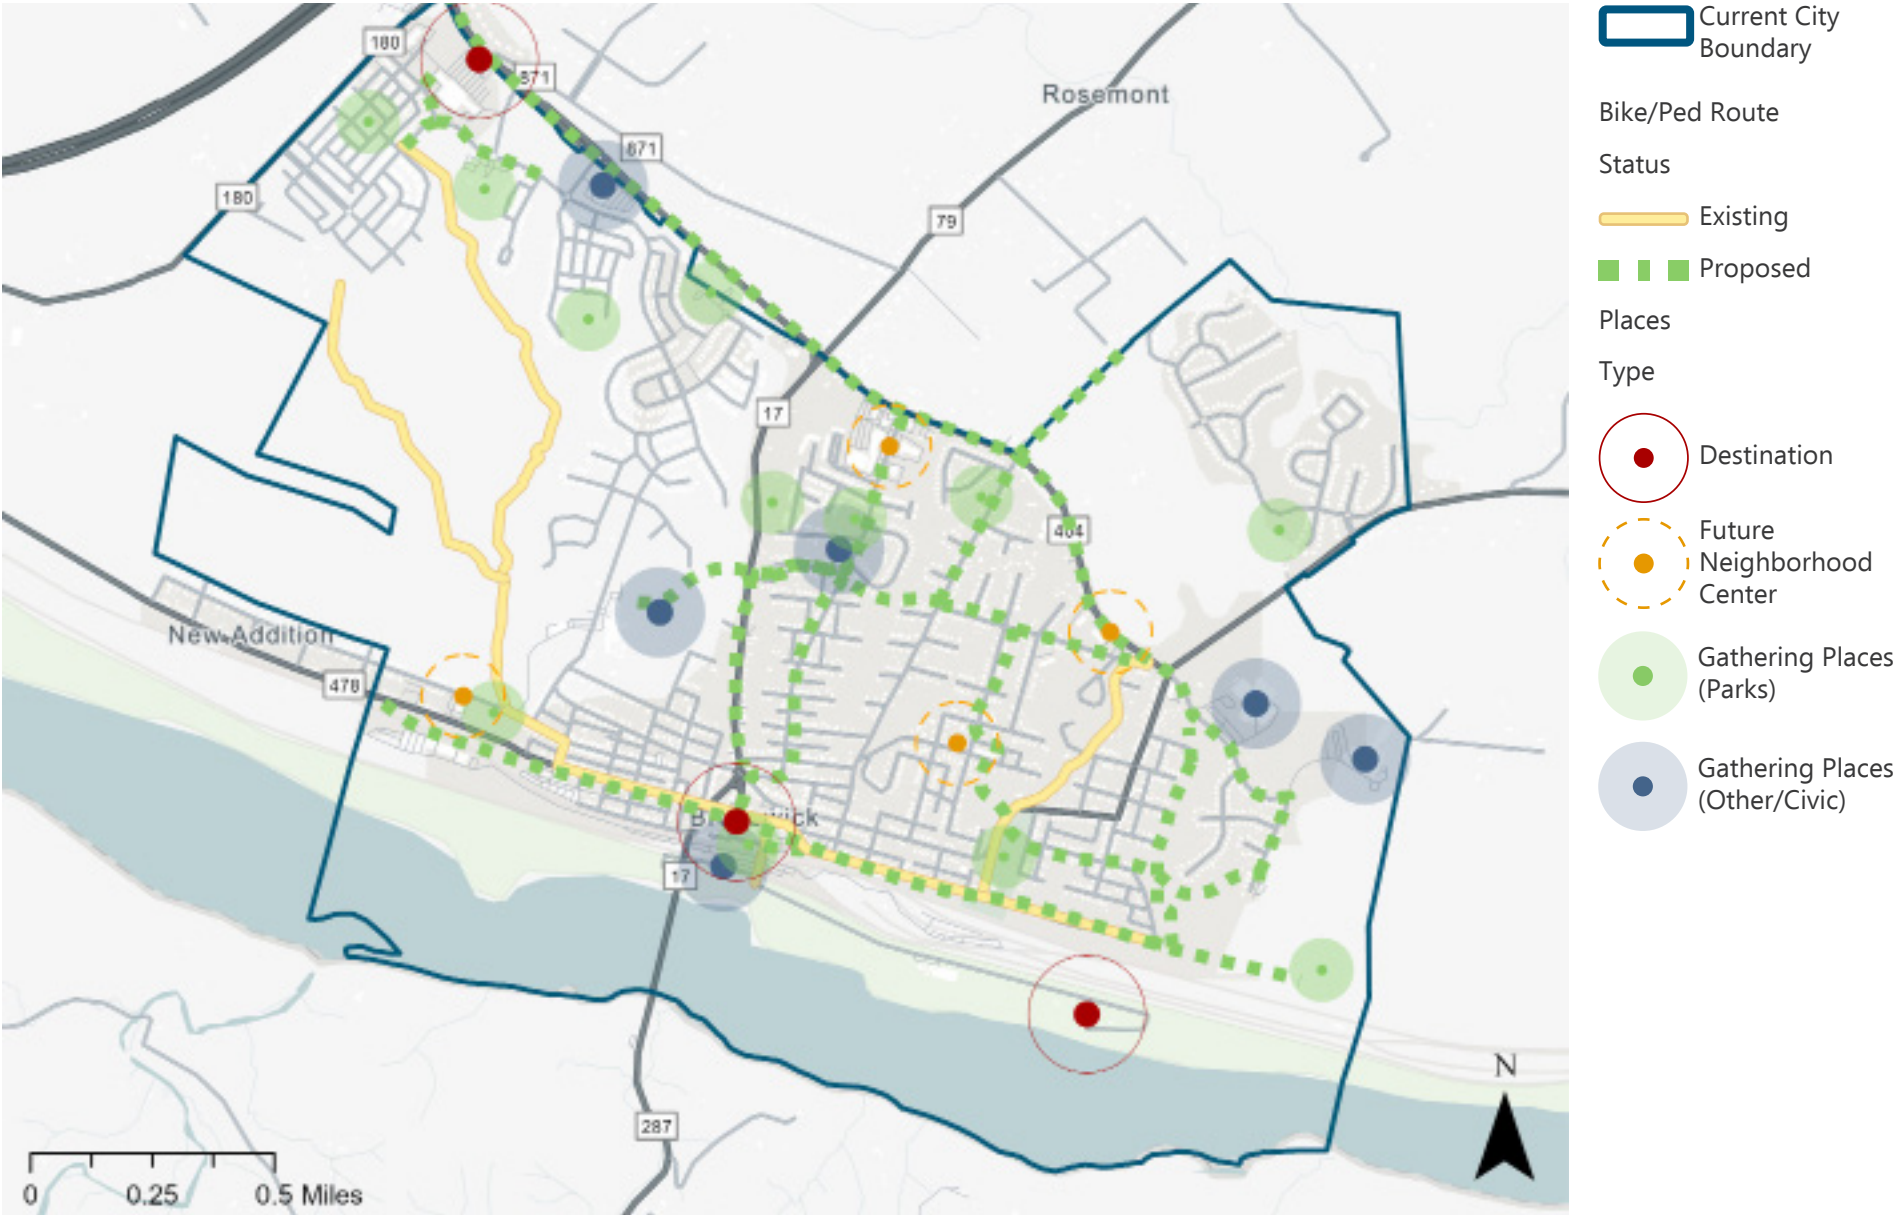 180
871
Rosemont
871
180
79
17
404
New Addition
478
17
287
N
0 0.25 0.5 Miles
Current City
Boundary
Bike/Ped Route
Status
Existing
Proposed
Places
Type
Destination
Future
Neighborhood
Center
Gathering Places
(Parks)
Gathering Places
(Other/Civic)